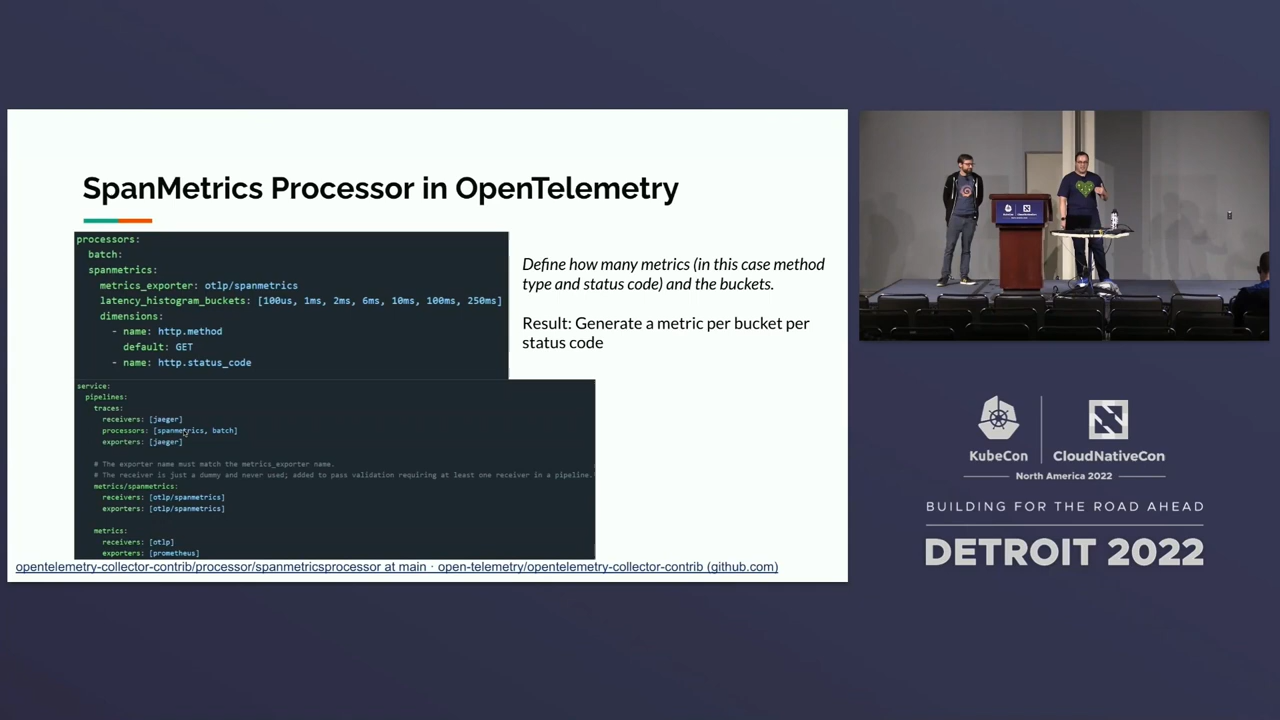 SpanMetrics Processor in OpenTelemetry
processors:
batch:
spanmetrics:
metrics_exporter: otlp/spanmetrics
latency_histogram_buckets: [100us, 1ms, 2ms, 6ms, 10ms, 100ms, 250ms]
dimensions:
- name: http.method
default: GET
- name: http.status_code
service:
pipelines:
traces:
receivers: [jaeger]
processors: [spanmetrics, batch]
exporters: [jaeger]
# The exporter name must match the metrics_exporter name.
# The receiver is just a dummy and never used; added to pass validation requiring at least one receiver in a pipeline.
metrics/spanmetrics:
receivers: [otlp/spanmetrics]
exporters: [otlp/spanmetrics]
metrics:
receivers: [otlp]
exporters: [prometheus]
Define how many metrics (in this case method
type and status code) and the buckets.
Result: Generate a metric per bucket per
status code
opentelemetry-collector-contrib/processor/spanmetricsprocessor at main · open-telemetry/opentelemetry-collector-contrib (github.com)
KubeCon
CloudNativeCon
North America 2022
BUILDING FOR THE ROAD AHEAD
DETROIT 2022